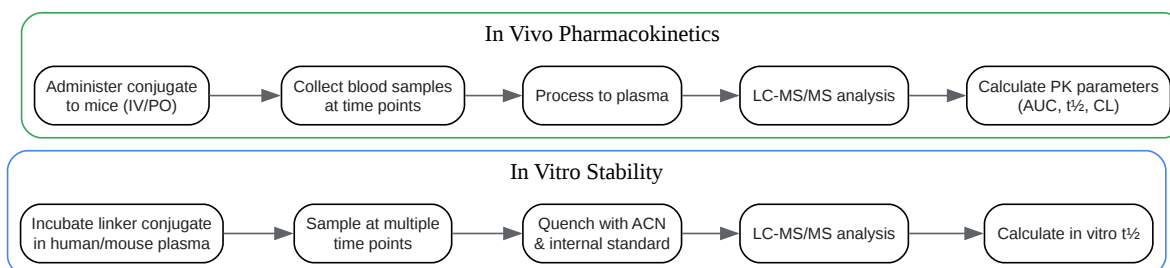 In Vivo Pharmacokinetics
Administer conjugate
to mice (IV/PO)
Collect blood samples
at time points
Process to plasma
LC-MS/MS analysis
Calculate PK parameters
(AUC, t½, CL)
In Vitro Stability
Incubate linker conjugate
in human/mouse plasma
Sample at multiple
time points
Quench with ACN
& internal standard
LC-MS/MS analysis
Calculate in vitro t½